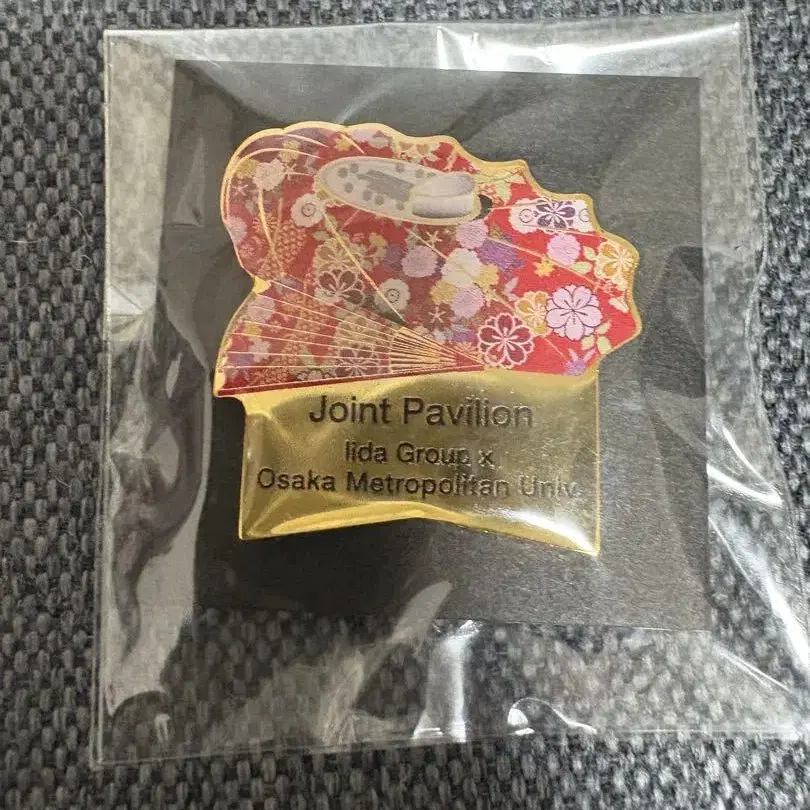 Joint Pavilion
Iida Group x
Osaka Metropolitan Univ.